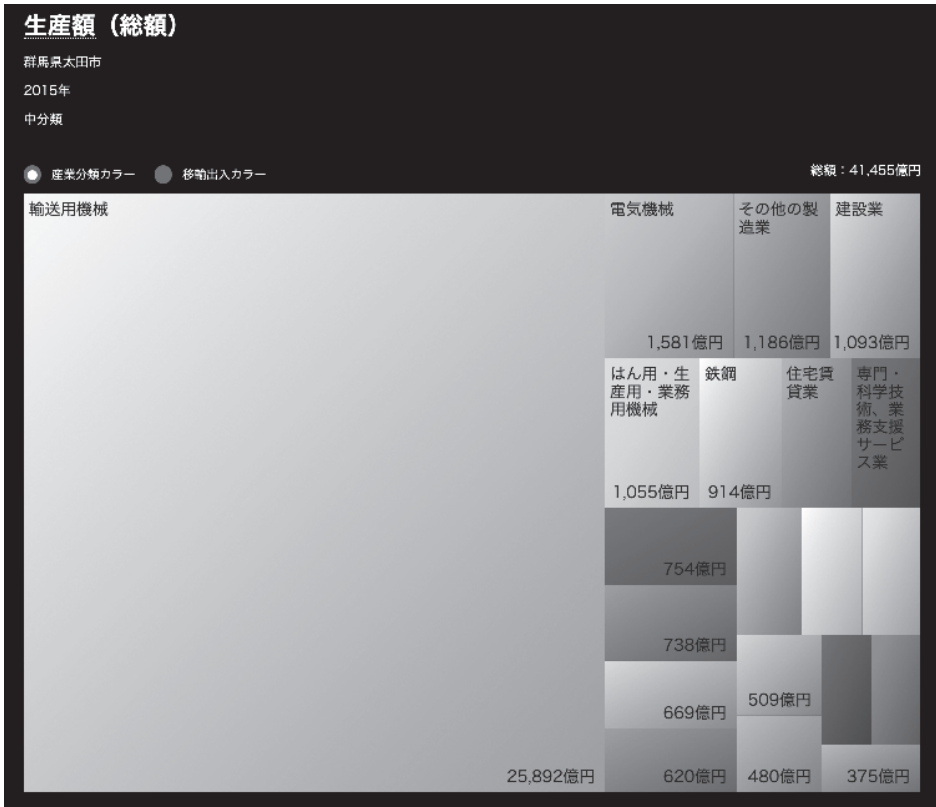 生産額（総額）
群馬県太田市
2015年
中分類
産業分類カラー
移輸出入カラー
総額：41,455億円
輸送用機械
25,892億円
電気機械
1,581億円
その他の製
造業
1,186億円
建設業
1,093億円
はん用・生
産用・業務
用機械
1,055億円
鉄鋼
914億円
住宅賃
貸業
専門・
科学技
術、業
務支援
サービ
ス業
754億円
738億円
669億円
620億円
509億円
480億円
375億円